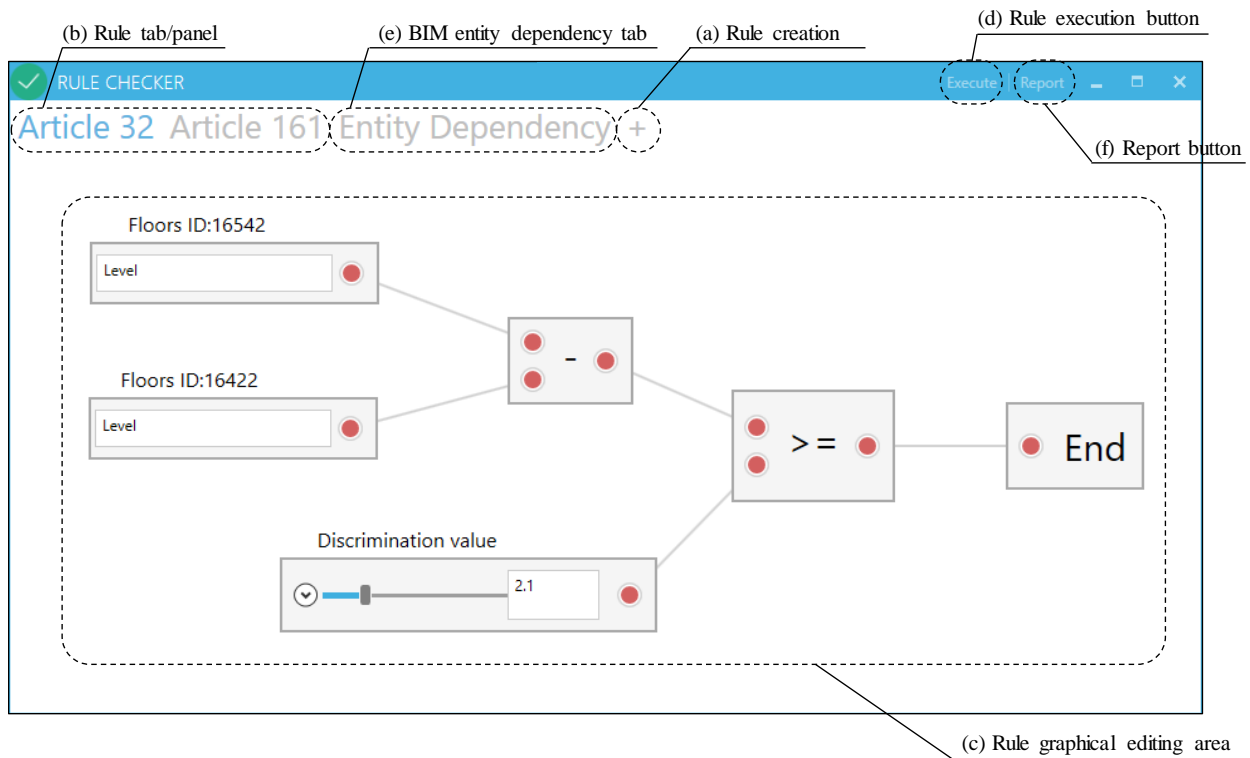 (d) Rule execution button
(b) Rule tab/panel
(e) BIM entity dependency tab
(a) Rule creation
RULE CHECKER
Execute
Report
Article 32
Article 161
Entity Dependency
+
(f) Report button
Floors ID:16542
Level
-
Floors ID:16422
Level
>=
End
Discrimination value
2.1
(c) Rule graphical editing area